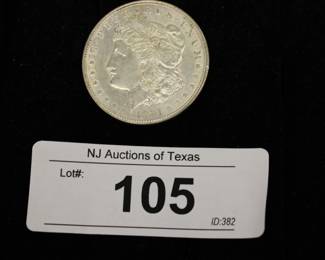 NJ Auctions of Texas
Lot#:
105
ID:382